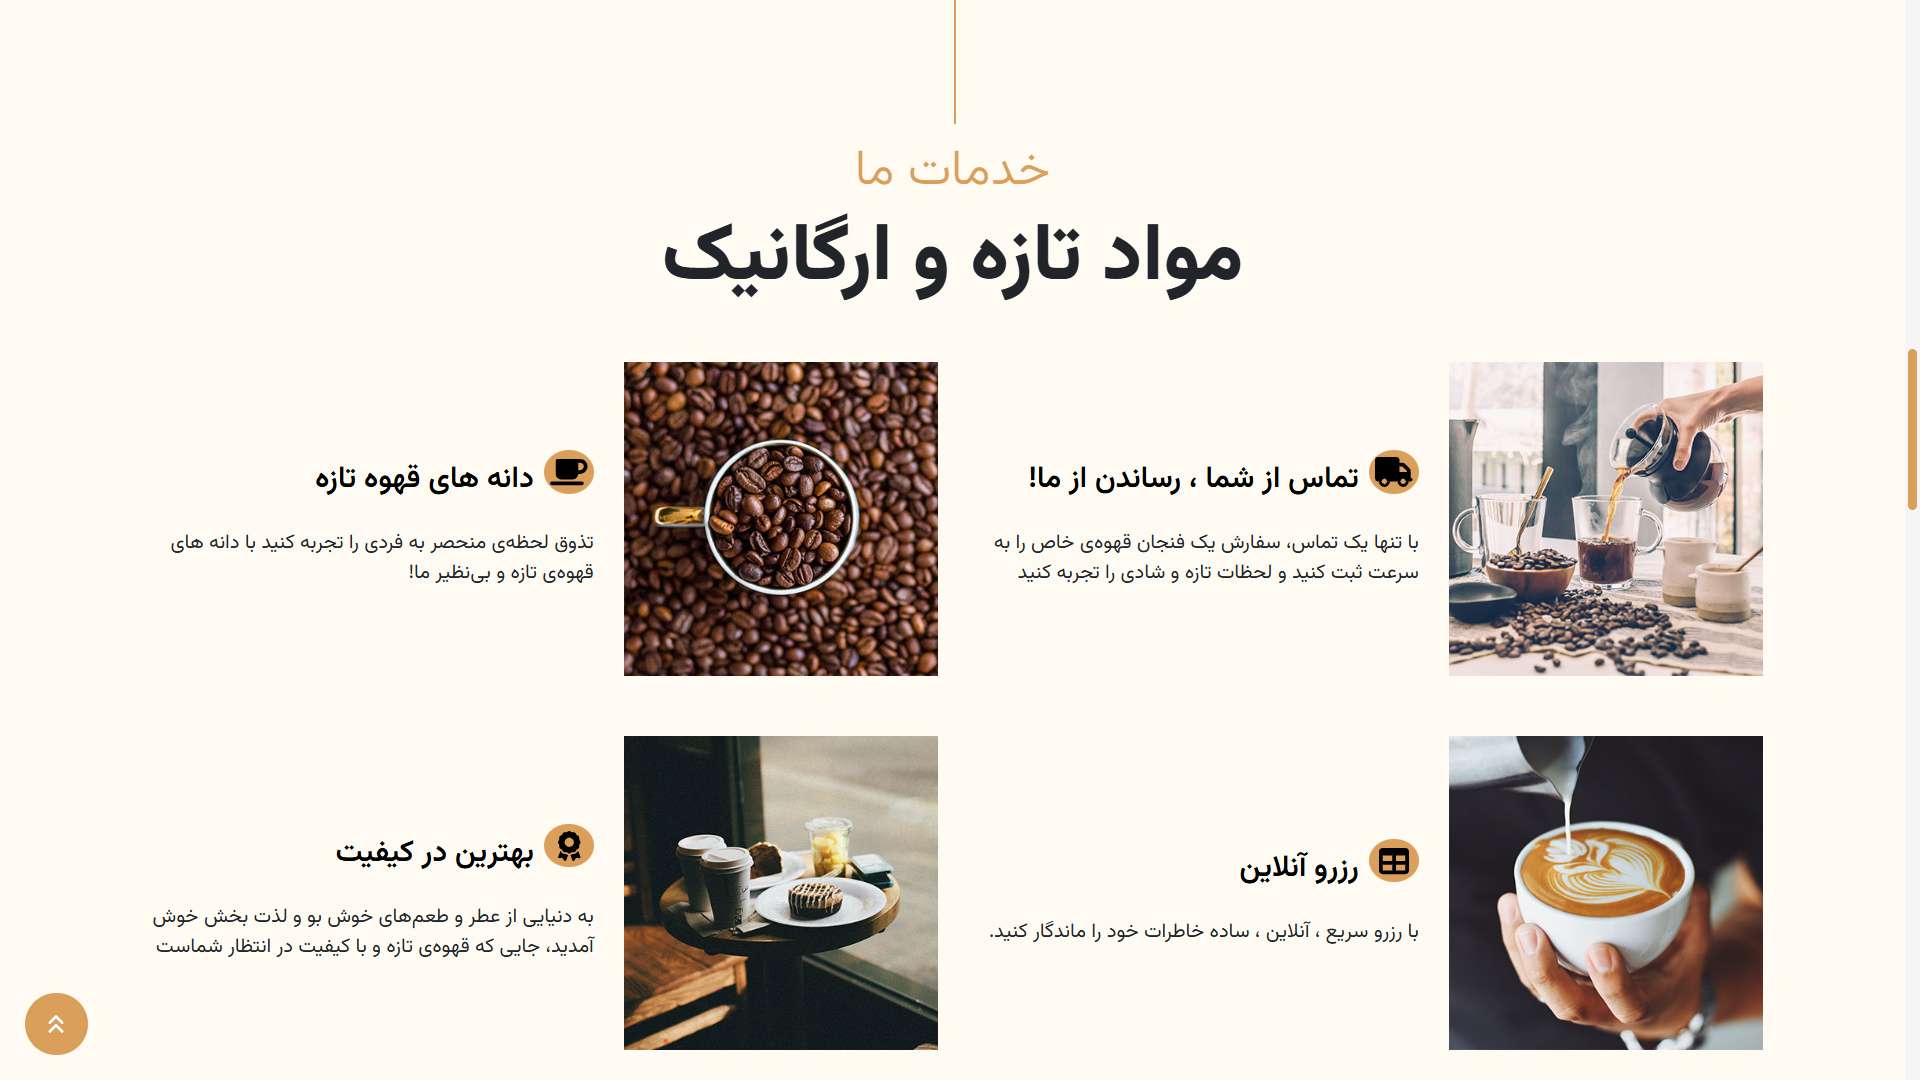 خدمات ما
مواد تازه و ارگانیک
تماس از شما ، رساندن از ما!
با تنها یک تماس، سفارش یک فنجان قهوه‌ی خاص را به
سرعت ثبت کنید و لحظات تازه و شادی را تجربه کنید
دانه های قهوه تازه
تذوق لحظه‌ی منحصر به فردی را تجربه کنید با دانه های
قهوه‌ی تازه و بی‌نظیر ما!
رزرو آنلاین
با رزرو سریع ، آنلاین ، ساده خاطرات خود را ماندگار کنید.
بهترین در کیفیت
به دنیایی از عطر و طعم‌های خوش بو و لذت بخش خوش
آمدید، جایی که قهوه‌ی تازه و با کیفیت در انتظار شماست